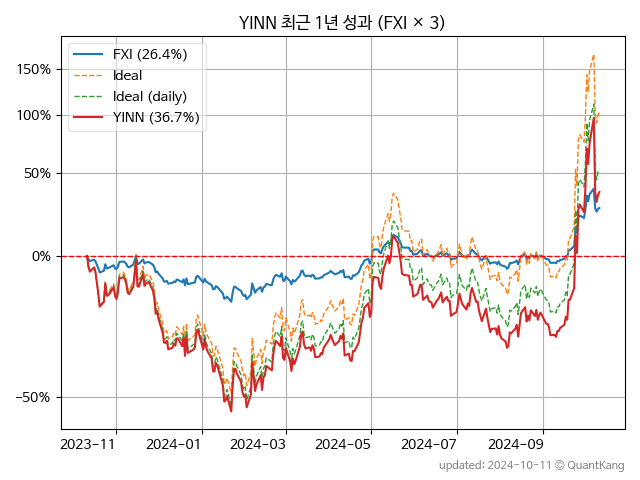 YINN 최근 1년 성과 (FXI × 3)
FXI (26.4%)
Ideal
Ideal (daily)
YINN (36.7%)
150%
100%
50%
0%
−50%
2023−11
2024−01
2024−03
2024−05
2024−07
2024−09
updated: 2024-10-11 © QuantKang